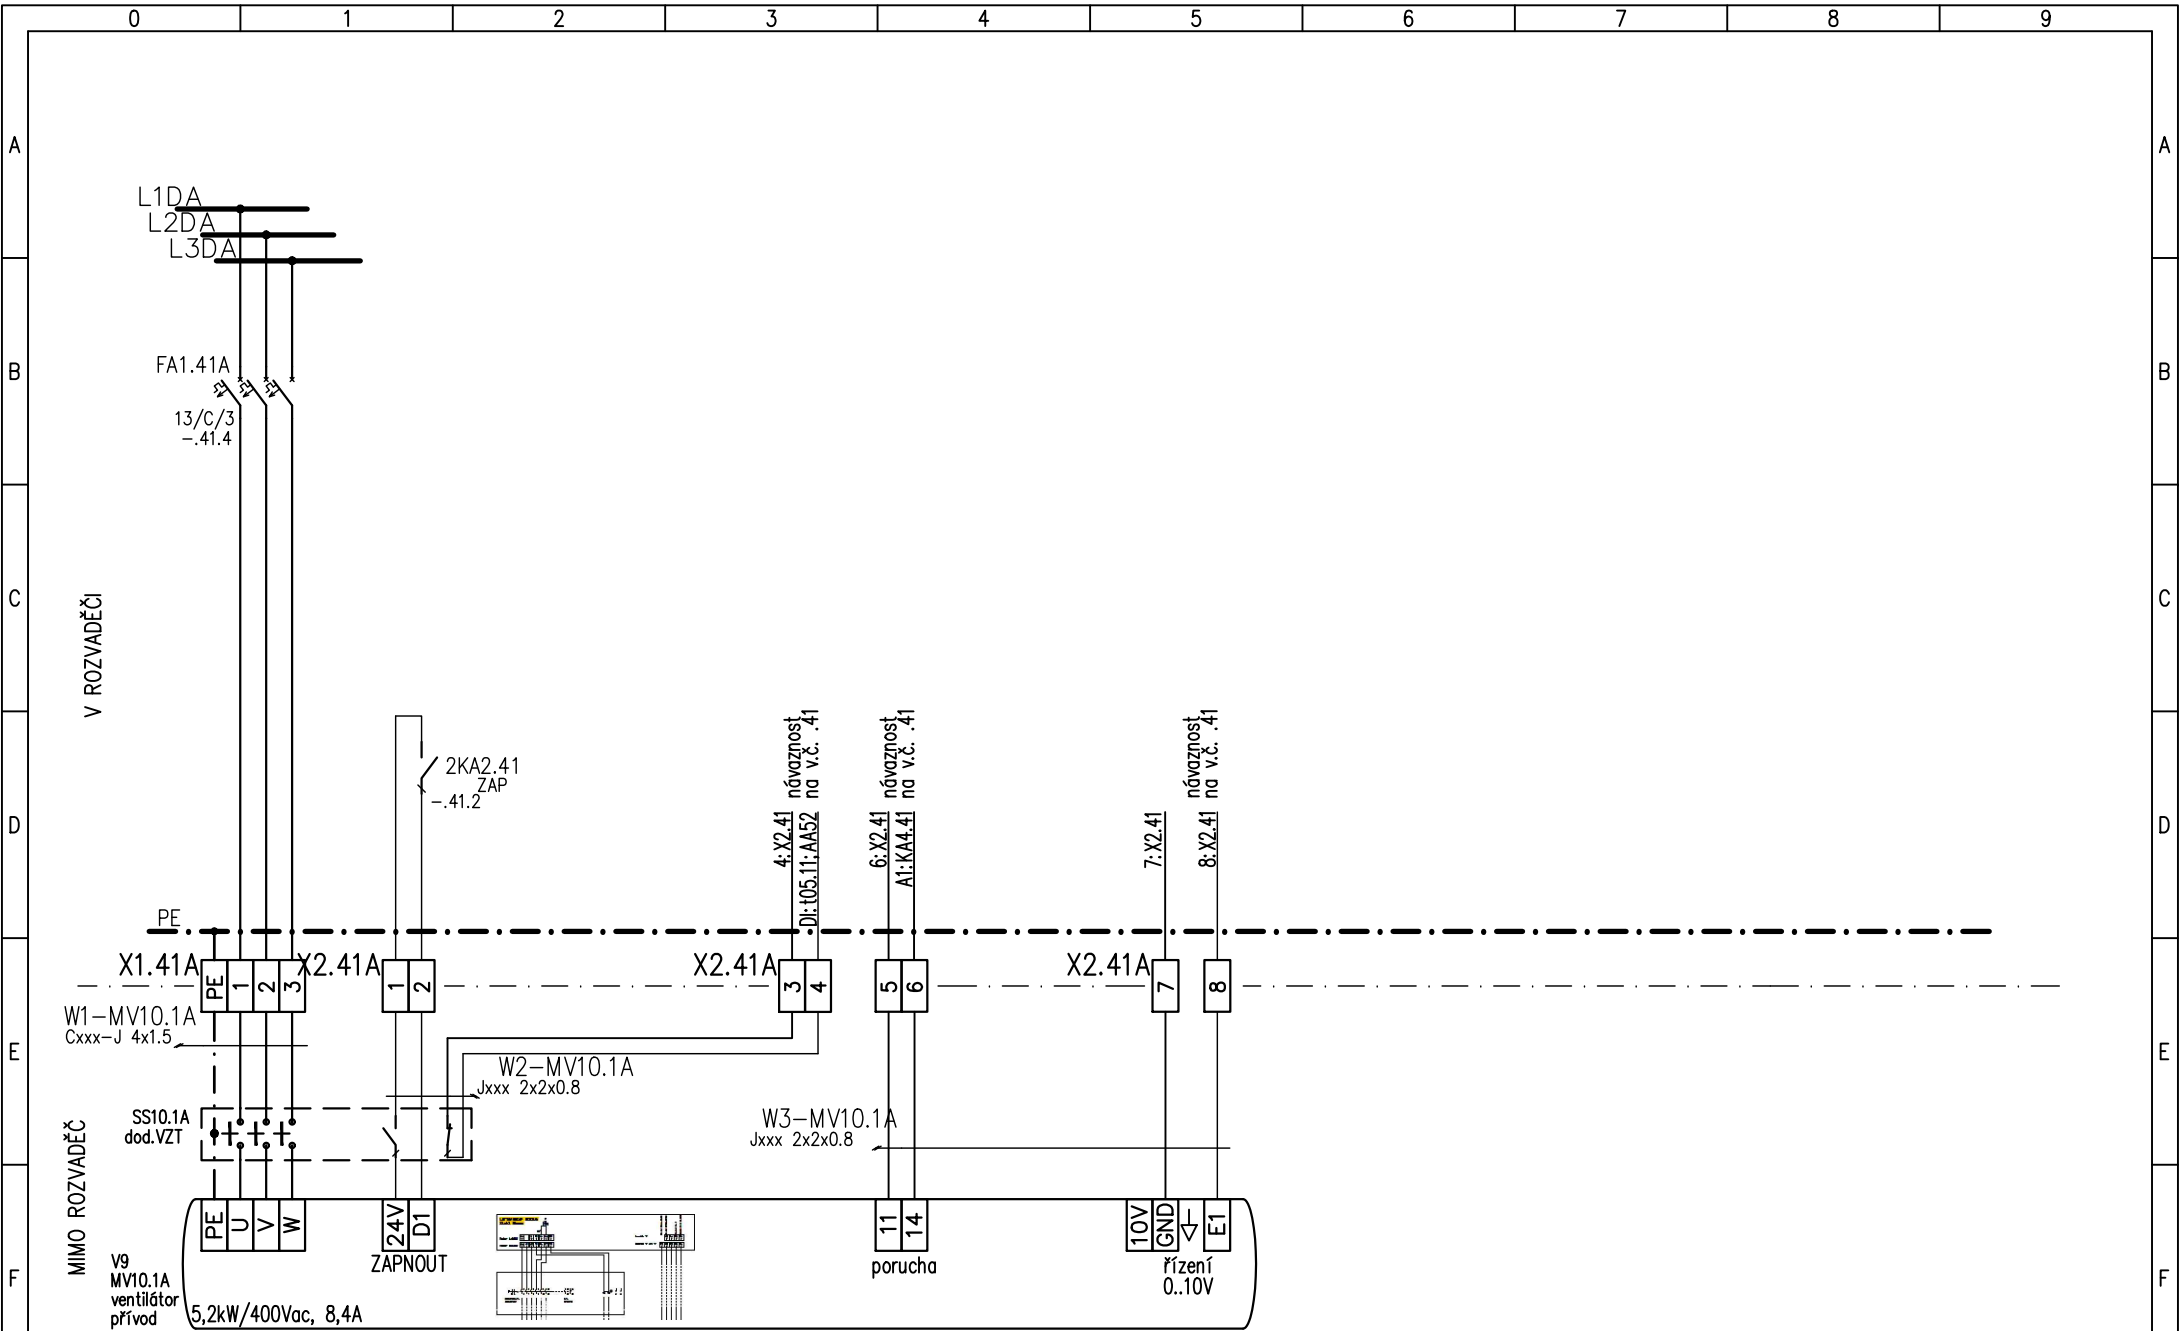 0 1 2 3 4 5 6 7 8 9
A A
L1DA
L2DA
L3DA
B B
FA1.41A
13/C/3
-.41.4
C C
V ROZVADĚČI
D D
2KA2.41
ZAP
-.41.2
4:X2.41
návaznost
DI:t05.11;AA52
na v.č. .41
6:X2.41
návaznost
A1:KA4.41
na v.č. .41
7:X2.41
návaznost
8:X2.41
na v.č. .41
PE
X1.41A PE 1 2 3 X2.41A 1 2 X2.41A 3 4 5 6 X2.41A 7 8
W1-MV10.1A
Cxxx-J 4x1.5
E E
W2-MV10.1A
Jxxx 2x2x0.8
SS10.1A
dod.VZT
W3-MV10.1A
Jxxx 2x2x0.8
MIMO ROZVADĚČ
PE U V W 24V D1 11 14 10V GND E1
ZAPNOUT
porucha
řízení
0..10V
F F
V9
MV10.1A
ventilátor
přívod
5,2kW/400Vac, 8,4A